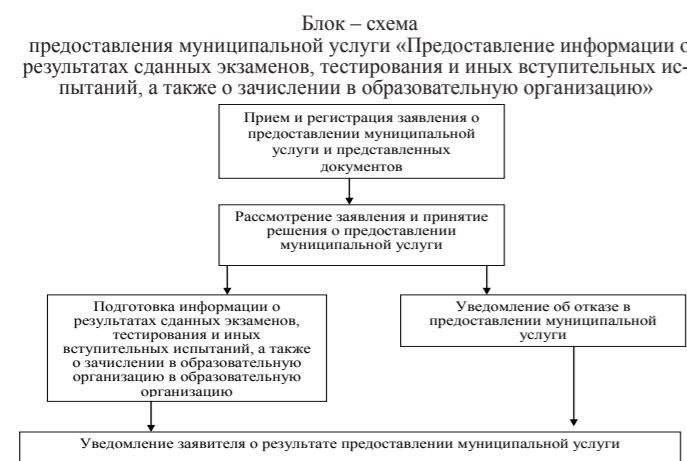 Блок – схема
предоставления муниципальной услуги «Предоставление информации о
результатах сданных экзаменов, тестирования и иных вступительных ис-
пытаний, а также о зачислении в образовательную организацию»
Прием и регистрация заявления о
предоставлении муниципальной
услуги и представленных
документов
Рассмотрение заявления и принятие
решения о предоставлении
муниципальной услуги
Подготовка информации о
результатах сданных экзаменов,
тестирования и иных
вступительных испытаний, а также
о зачислении в образовательную
организацию в образовательную
организацию
Уведомление об отказе в
предоставлении муниципальной
услуги
Уведомление заявителя о результате предоставлении муниципальной услуги